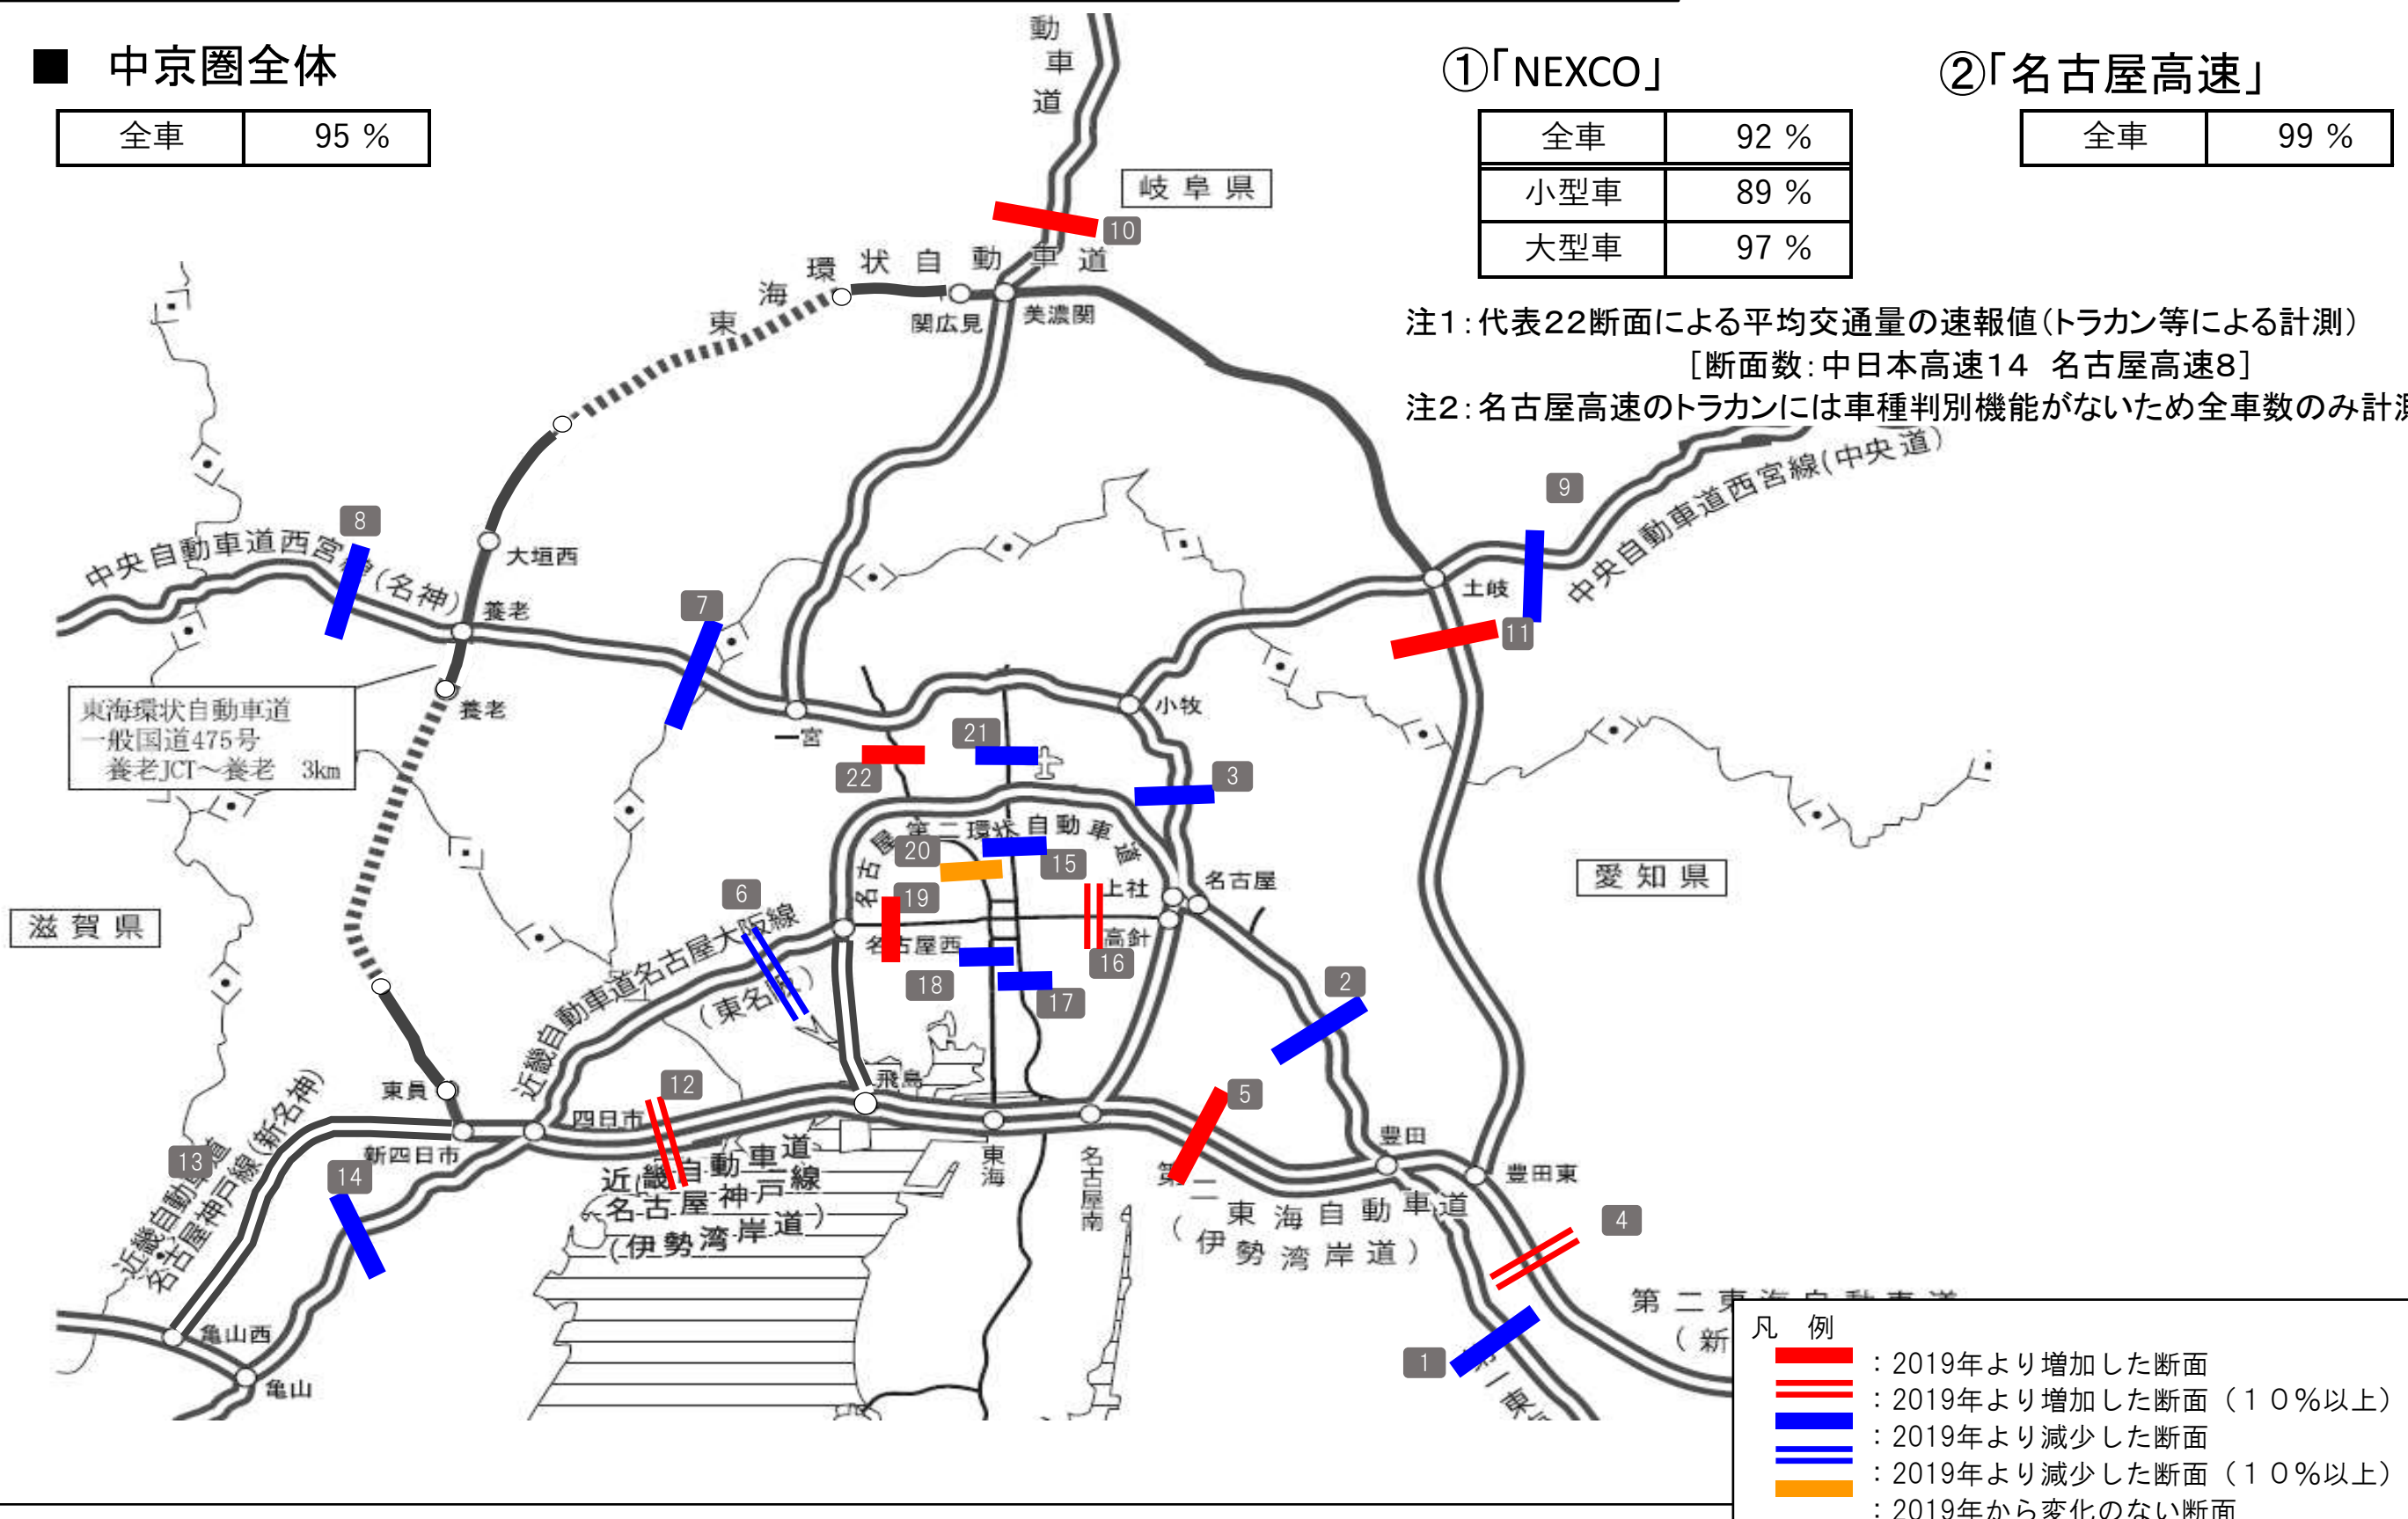 ■ 中京圏全体
全車 95 %
①「NEXCO」
全車 92 %
小型車 89 %
大型車 97 %
②「名古屋高速」
全車 99 %
注1:代表22断面による平均交通量の速報値(トラカン等による計測)
[断面数:中日本高速14 名古屋高速8]
注2:名古屋高速のトラカンには車種判別機能がないため全車数のみ計測
動車道
岐阜県
10
東海環状自動車道
関広見
美濃関
9
中央自動車道西宮線(中央道)
8
中央自動車道西宮線(名神)
大垣西
養老
7
土岐
11
東海環状自動車道
一般国道475号
養老JCT～養老 3km
養老
一宮
小牧
21
22
3
名古屋第二環状自動車道
20
15
上社
名古屋
愛知県
6
19
滋賀県
近畿自動車道名古屋大阪線
(東名阪)
名古屋西
高針
16
18
17
2
飛島
東員
12
5
四日市
新四日市
13
近畿自動車道
名古屋神戸線(新名神)
14
近畿自動車道
名古屋神戸線
(伊勢湾岸道)
東海
名古屋南
豊田
豊田東
第二東海自動車道
(伊勢湾岸道)
4
亀山西
亀山
1
第一東
第二東海自動車道
(新
凡 例
:2019年より増加した断面
:2019年より増加した断面(10%以上)
:2019年より減少した断面
:2019年より減少した断面(10%以上)
:2019年から変化のない断面